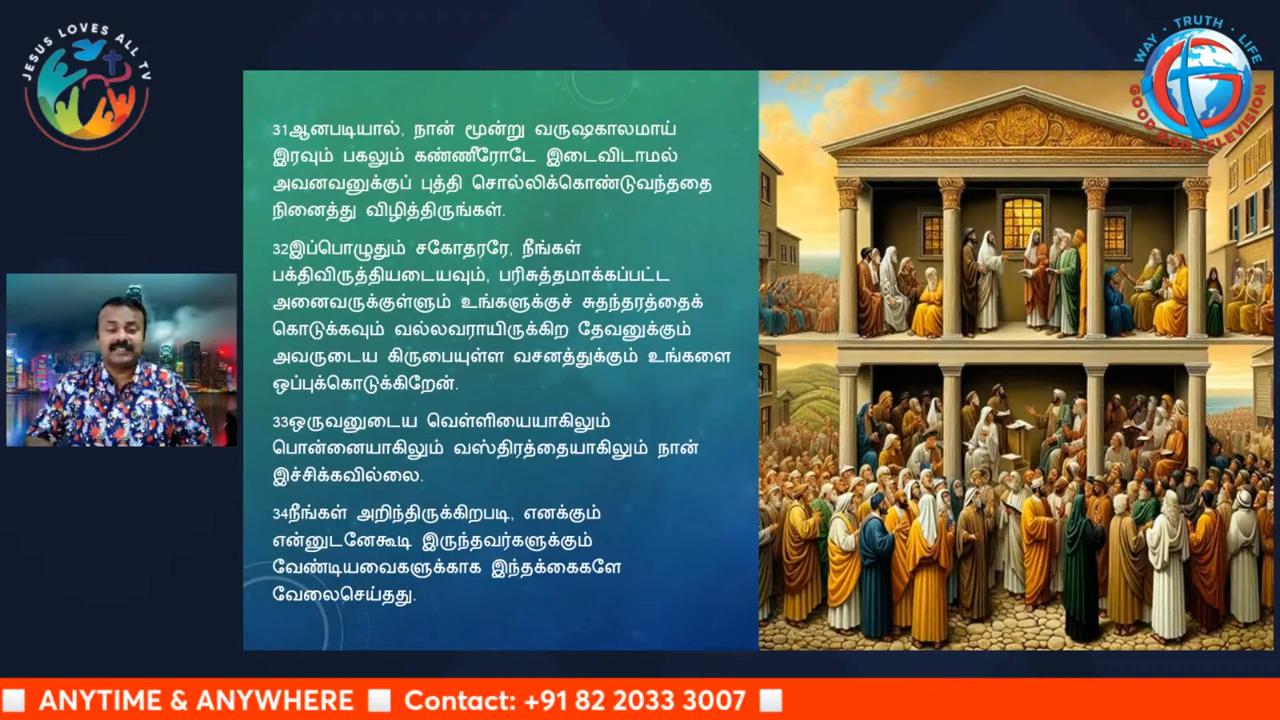 JESUS LOVES ALL TV
WAY · TRUTH · LIFE
31ஆனபடியால், நான் மூன்று வருஷகாலமாய்
இரவும் பகலும் கண்ணீரோடே இடைவிடாமல்
அவனவனுக்குப் புத்தி சொல்லிக்கொண்டுவந்ததை
நினைத்து விழித்திருங்கள்.
32இப்பொழுதும் சகோதரரே, நீங்கள்
பக்திவிருத்தியடையவும், பரிசுத்தமாக்கப்பட்ட
அனைவருக்குள்ளும் உங்களுக்குச் சுதந்தரத்தைக்
கொடுக்கவும் வல்லவராயிருக்கிற தேவனுக்கும்
அவருடைய கிருபையுள்ள வசனத்துக்கும் உங்களை
ஒப்புக்கொடுக்கிறேன்.
33ஒருவனுடைய வெள்ளியையாகிலும்
பொன்னையாகிலும் வஸ்திரத்தையாகிலும் நான்
இச்சிக்கவில்லை.
34நீங்கள் அறிந்திருக்கிறபடி, எனக்கும்
என்னுடனேகூடி இருந்தவர்களுக்கும்
வேண்டியவைகளுக்காக இந்தக்கைகளே
வேலைசெய்தது.
ANYTIME & ANYWHERE Contact: +91 82 2033 3007